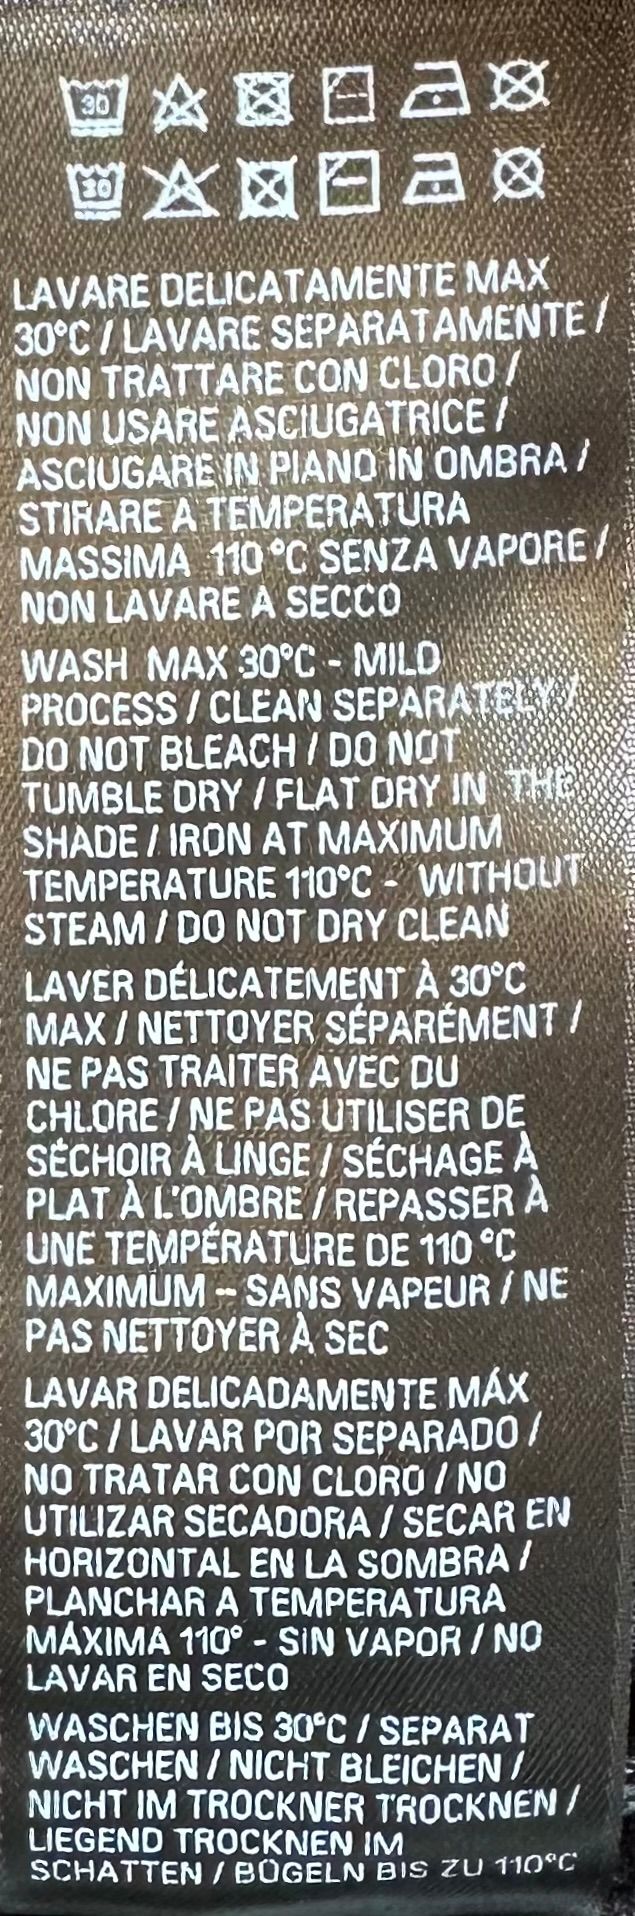 30
30
LAVARE DELICATAMENTE MAX
30°C / LAVARE SEPARATAMENTE /
NON TRATTARE CON CLORO /
NON USARE ASCIUGATRICE /
ASCIUGARE IN PIANO IN OMBRA /
STIRARE A TEMPERATURA
MASSIMA 110 °C SENZA VAPORE /
NON LAVARE A SECCO
WASH MAX 30°C - MILD
PROCESS / CLEAN SEPARATELY /
DO NOT BLEACH / DO NOT
TUMBLE DRY / FLAT DRY IN THE
SHADE / IRON AT MAXIMUM
TEMPERATURE 110°C - WITHOUT
STEAM / DO NOT DRY CLEAN
LAVER DÉLICATEMENT À 30°C
MAX / NETTOYER SÉPARÉMENT /
NE PAS TRAITER AVEC DU
CHLORE / NE PAS UTILISER DE
SÉCHOIR À LINGE / SÉCHAGE À
PLAT À L'OMBRE / REPASSER À
UNE TEMPÉRATURE DE 110 °C
MAXIMUM – SANS VAPEUR / NE
PAS NETTOYER À SEC
LAVAR DELICADAMENTE MÁX
30°C / LAVAR POR SEPARADO /
NO TRATAR CON CLORO / NO
UTILIZAR SECADORA / SECAR EN
HORIZONTAL EN LA SOMBRA /
PLANCHAR A TEMPERATURA
MÁXIMA 110° - SIN VAPOR / NO
LAVAR EN SECO
WASCHEN BIS 30°C / SEPARAT
WASCHEN / NICHT BLEICHEN /
NICHT IM TROCKNER TROCKNEN /
LIEGEND TROCKNEN IM
SCHATTEN / BÜGELN BIS ZU 110°C